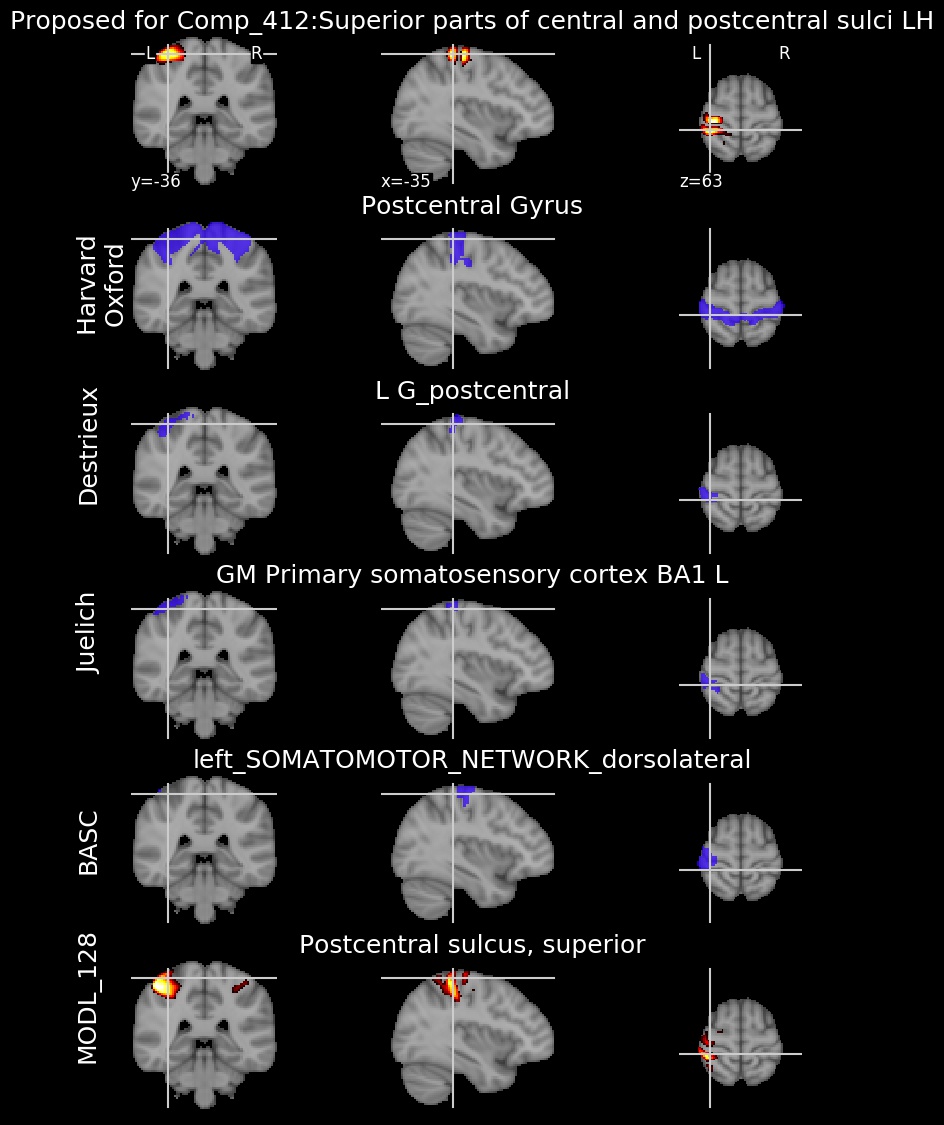 Proposed for Comp_412:Superior parts of central and postcentral sulci LH
L R L R
y=-36 x=-35 z=63
Postcentral Gyrus
Harvard
Oxford
L G_postcentral
Destrieux
GM Primary somatosensory cortex BA1 L
Juelich
left_SOMATOMOTOR_NETWORK_dorsolateral
BASC
Postcentral sulcus, superior
MODL_128